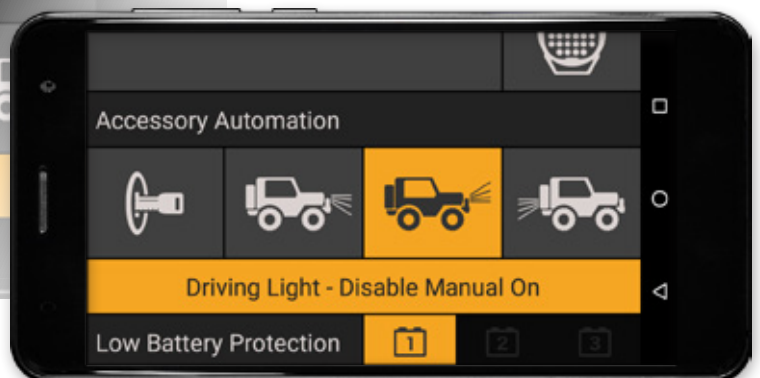 Accessory Automation
Driving Light - Disable Manual On
Low Battery Protection 1 2 3